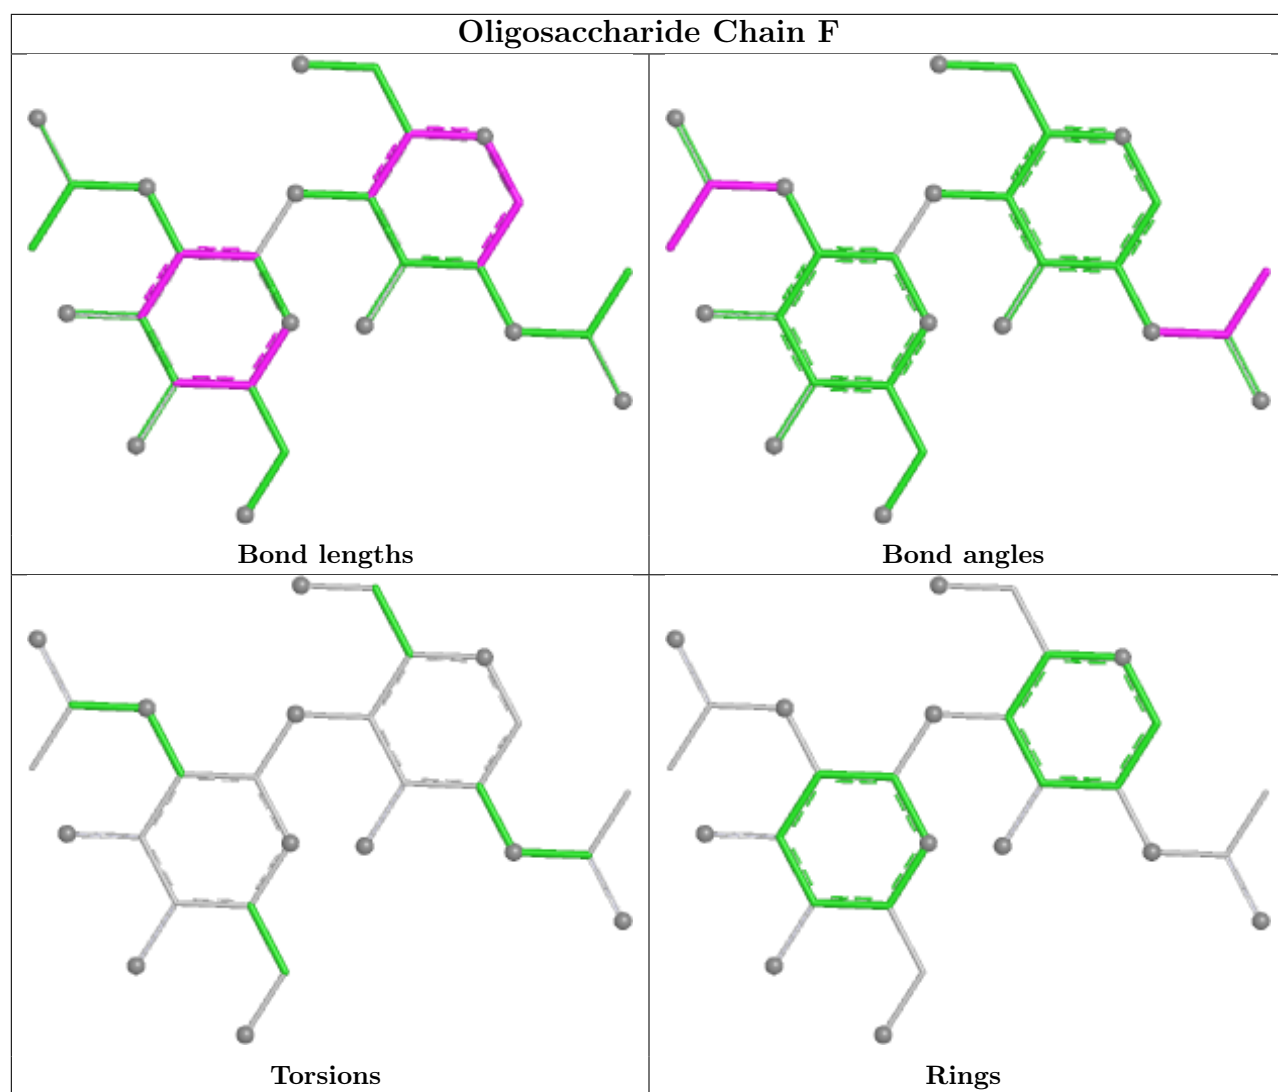 Oligosaccharide Chain F
Bond lengths
Bond angles
Torsions
Rings